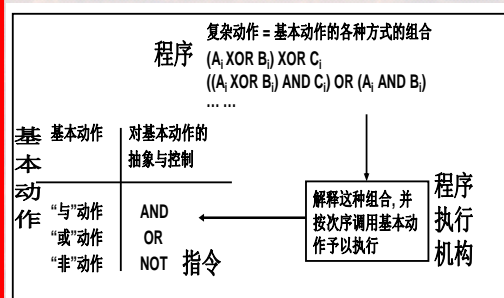 复杂动作 = 基本动作的各种方式的组合
程序
(Ai XOR Bi) XOR Ci
((Ai XOR Bi) AND Ci) OR (Ai AND Bi)
... ...
基本动作
基本动作
对基本动作的
抽象与控制
“与”动作 AND
“或”动作 OR
“非”动作 NOT
指令
解释这种组合, 并
按次序调用基本动
作予以执行
程序
执行
机构